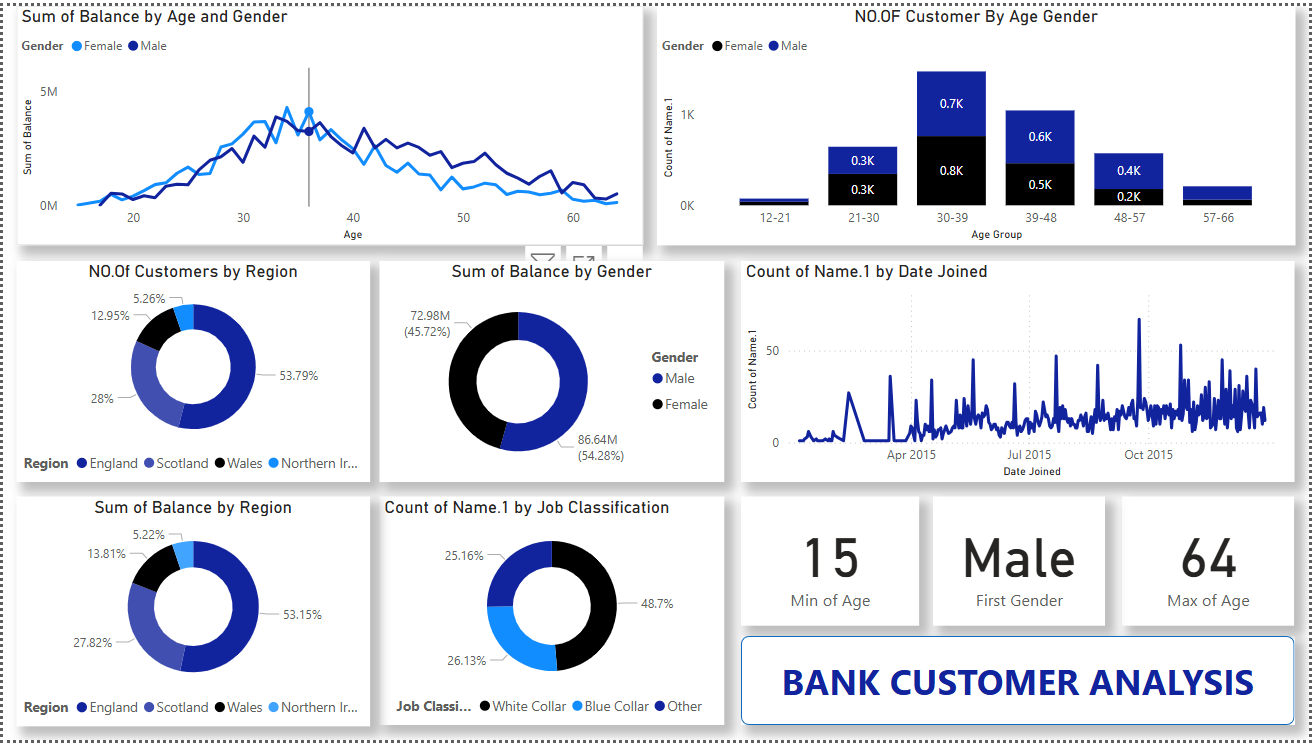 Sum of Balance by Age and Gender
Gender Female Male
Sum of Balance
5M
0M
20 30 40 50 60
Age
NO.OF Customer By Age Gender
Gender Female Male
Count of Name.1
1K
0K
0.3K
0.3K
0.7K
0.8K
0.6K
0.5K
0.4K
0.2K
12-21 21-30 30-39 39-48 48-57 57-66
Age Group
NO.Of Customers by Region
5.26%
12.95%
53.79%
28%
Region England Scotland Wales Northern Ir...
Sum of Balance by Gender
72.98M
(45.72%)
86.64M
(54.28%)
Gender
Male
Female
Count of Name.1 by Date Joined
Count of Name.1
50
0
Apr 2015 Jul 2015 Oct 2015
Date Joined
Sum of Balance by Region
5.22%
13.81%
53.15%
27.82%
Region England Scotland Wales Northern Ir...
Count of Name.1 by Job Classification
25.16%
48.7%
26.13%
Job Classi... White Collar Blue Collar Other
15
Min of Age
Male
First Gender
64
Max of Age
BANK CUSTOMER ANALYSIS